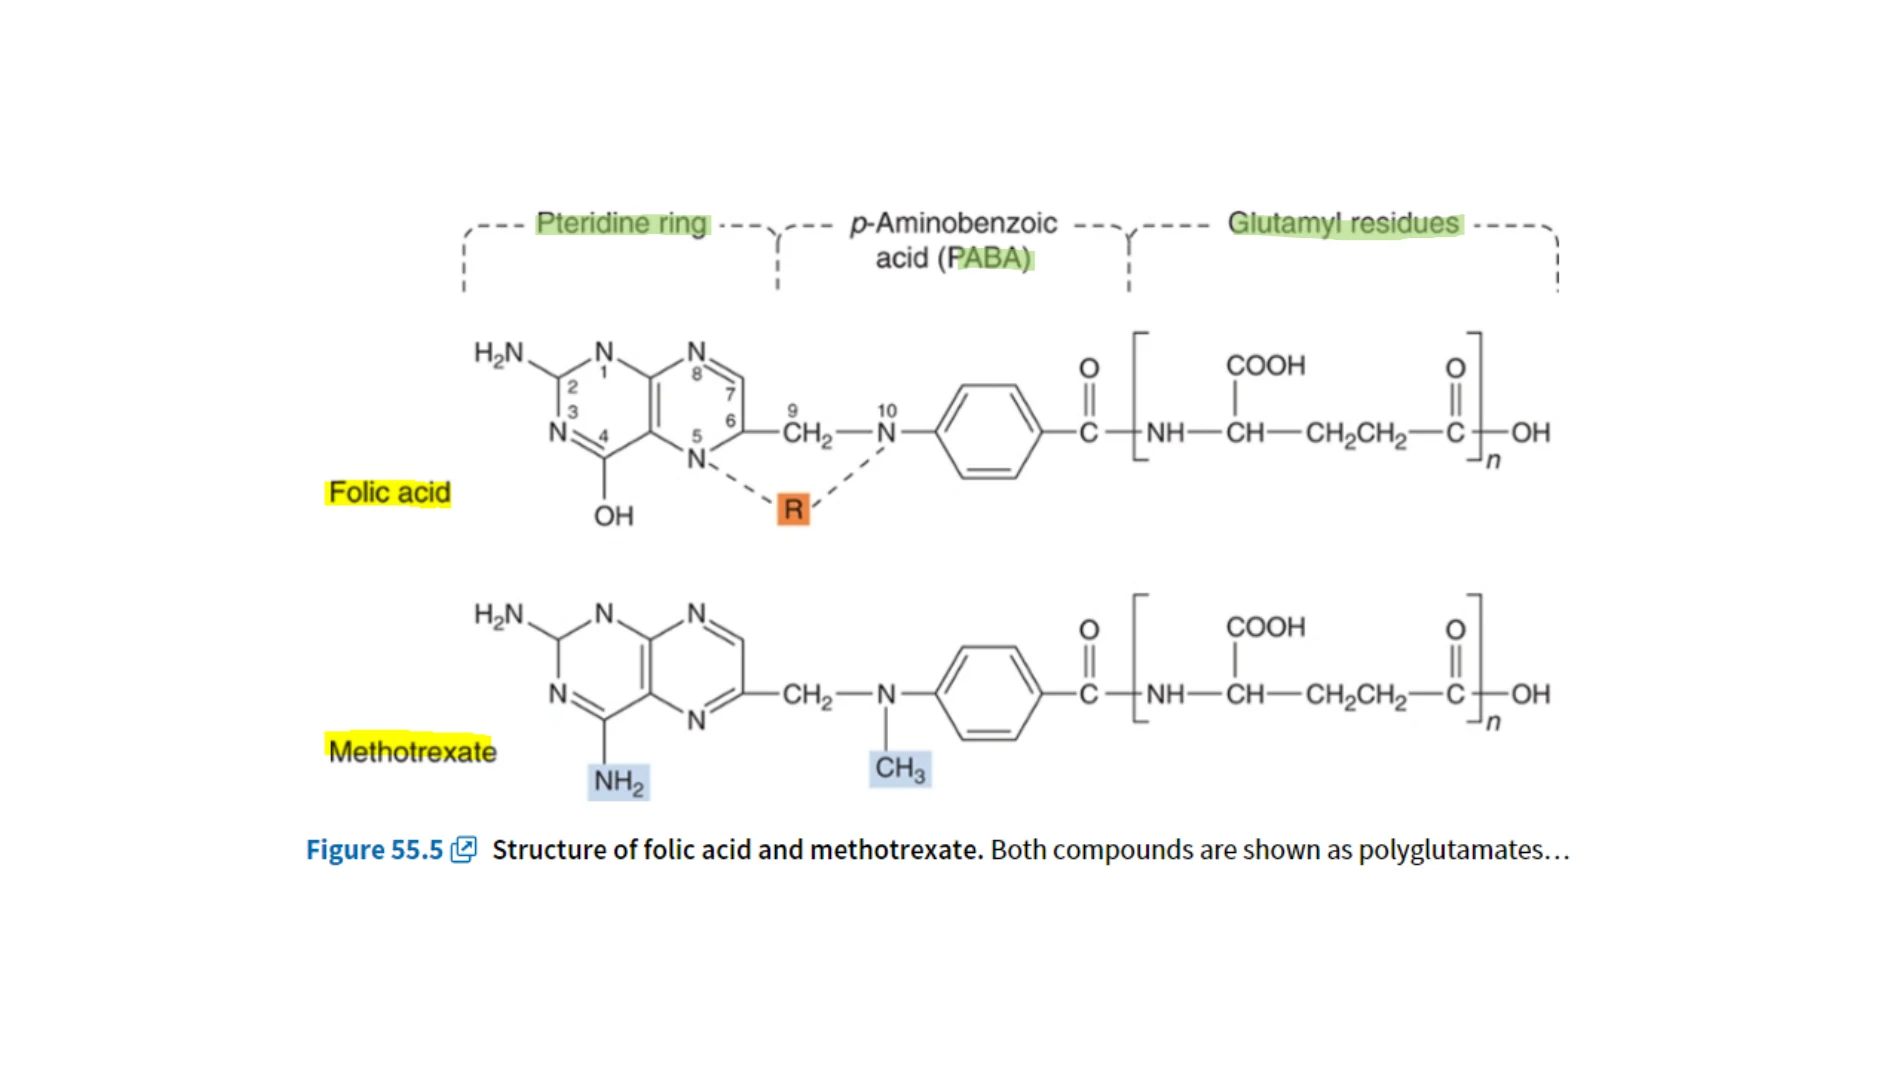 Pteridine ring
p-Aminobenzoic
acid (PABA)
Glutamyl residues
H₂N N 1 2 3 N 4 OH N 8 7 6 5 N 9 CH₂ 10 N R O C NH COOH CH CH₂CH₂ O C OH n
Folic acid
H₂N N N NH₂ N N CH₂ N CH₃ O C NH COOH CH CH₂CH₂ O C OH n
Methotrexate
Figure 55.5 Structure of folic acid and methotrexate. Both compounds are shown as polyglutamates…